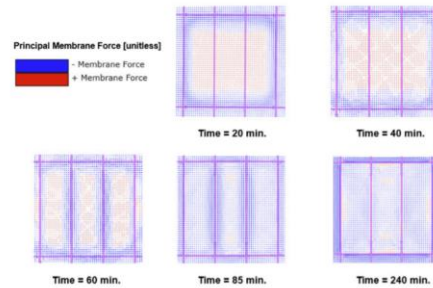 Principal Membrane Force [unitless]
- Membrane Force
+ Membrane Force
Time = 20 min.
Time = 40 min.
Time = 60 min.
Time = 85 min.
Time = 240 min.